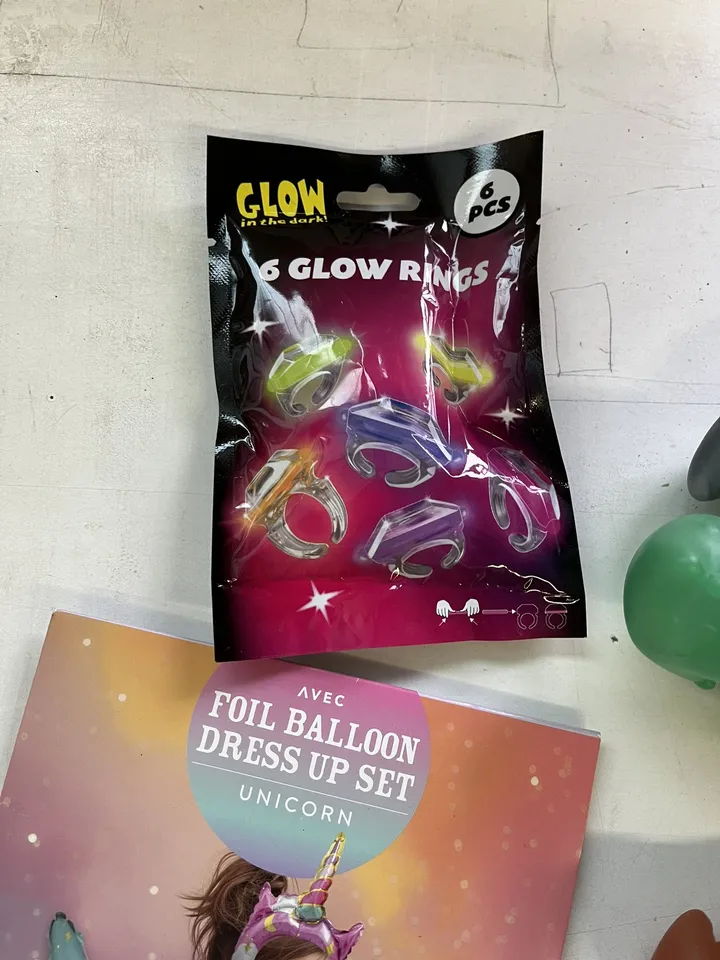 GLOW
in the dark!
6
PCS
6 GLOW RINGS
AVEC
FOIL BALLOON
DRESS UP SET
UNICORN